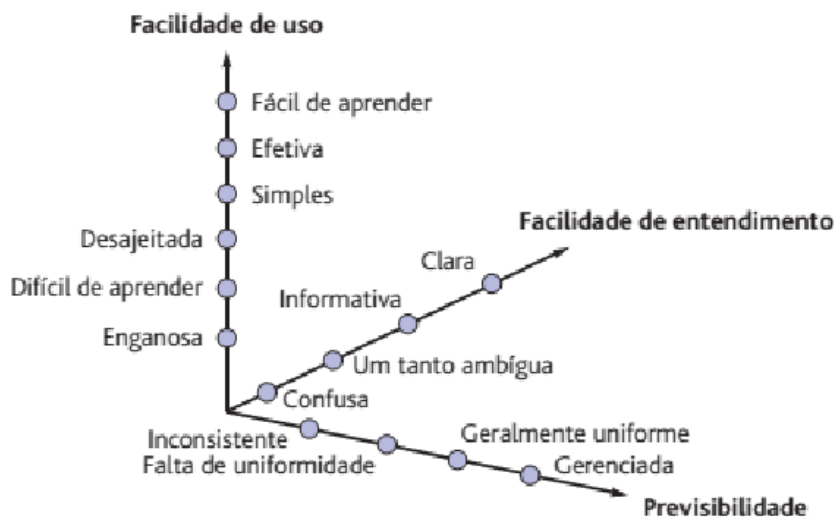 Facilidade de uso
Fácil de aprender
Efetiva
Simples
Desajeitada
Difícil de aprender
Enganosa
Facilidade de entendimento
Clara
Informativa
Um tanto ambígua
Confusa
Inconsistente
Falta de uniformidade
Geralmente uniforme
Gerenciada
Previsibilidade